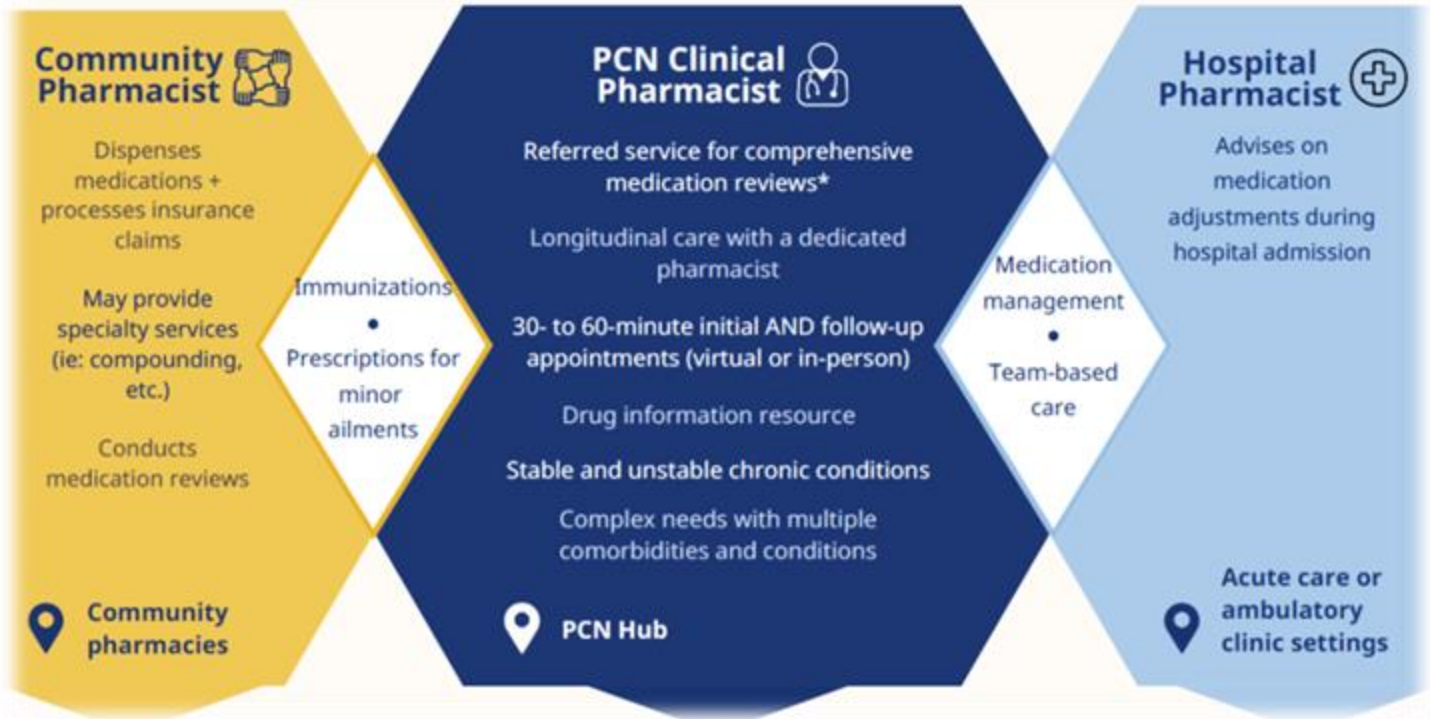 Community
Pharmacist
Dispenses
medications +
processes insurance
claims
May provide
specialty services
(ie: compounding,
etc.)
Conducts
medication reviews
Community
pharmacies
Immunizations
•
Prescriptions for
minor
ailments
PCN Clinical
Pharmacist
Referred service for comprehensive
medication reviews*
Longitudinal care with a dedicated
pharmacist
30- to 60-minute initial AND follow-up
appointments (virtual or in-person)
Drug information resource
Stable and unstable chronic conditions
Complex needs with multiple
comorbidities and conditions
PCN Hub
Medication
management
•
Team-based
care
Hospital
Pharmacist
Advises on
medication
adjustments during
hospital admission
Acute care or
ambulatory
clinic settings